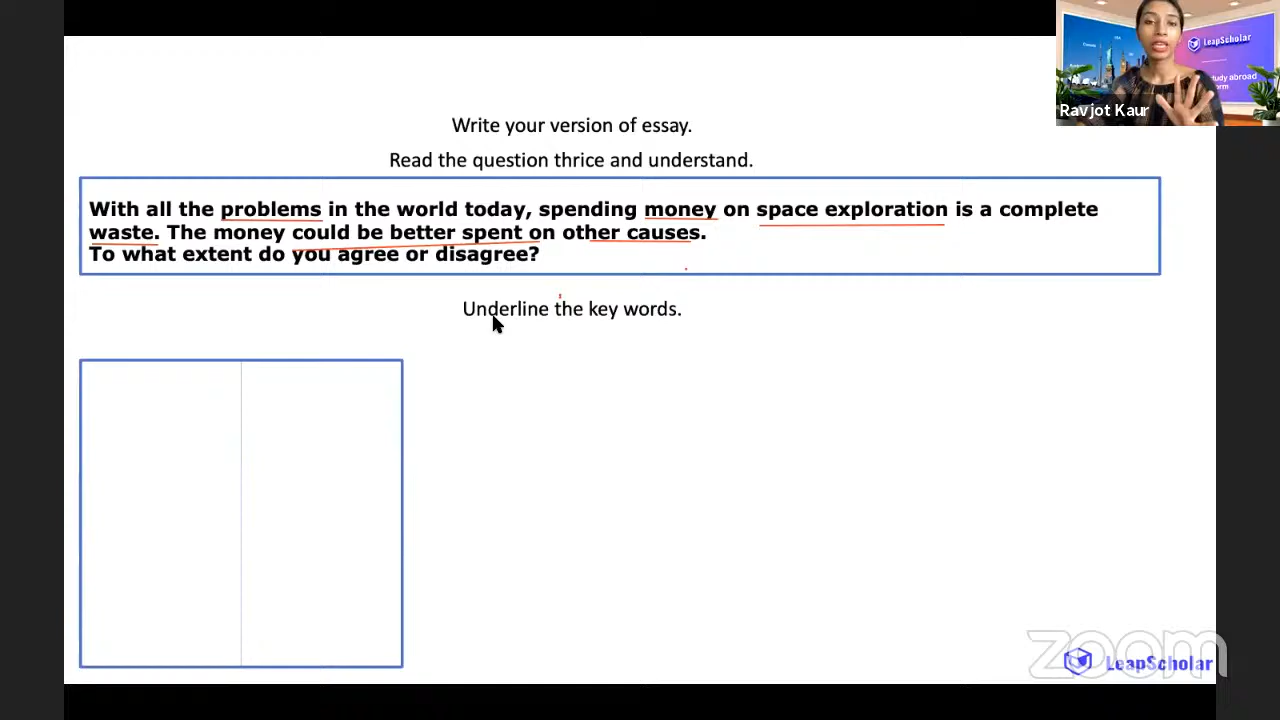 LeapScholar
Study abroad
Ravjot Kaur
Write your version of essay.
Read the question thrice and understand.
With all the problems in the world today, spending money on space exploration is a complete
waste. The money could be better spent on other causes.
To what extent do you agree or disagree?
Underline the key words.
zoom
LeapScholar